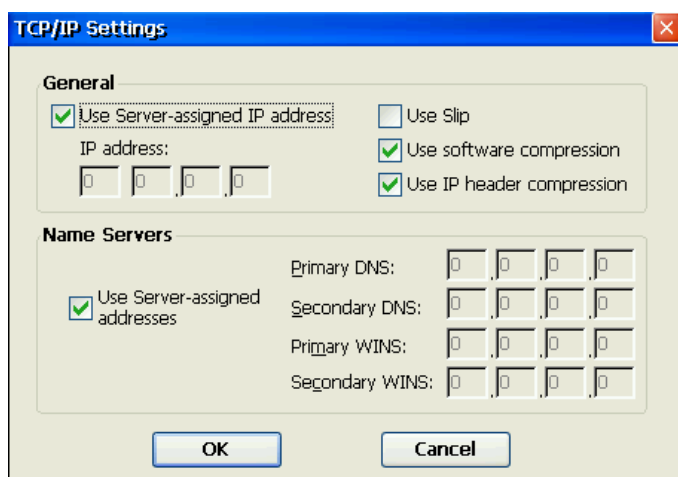 TCP/IP Settings
General
Use Server-assigned IP address
Use Slip
IP address:
Use software compression
0 . 0 . 0 . 0
Use IP header compression
Name Servers
Primary DNS: 0 . 0 . 0 . 0
Use Server-assigned
addresses
Secondary DNS: 0 . 0 . 0 . 0
Primary WINS: 0 . 0 . 0 . 0
Secondary WINS: 0 . 0 . 0 . 0
OK
Cancel